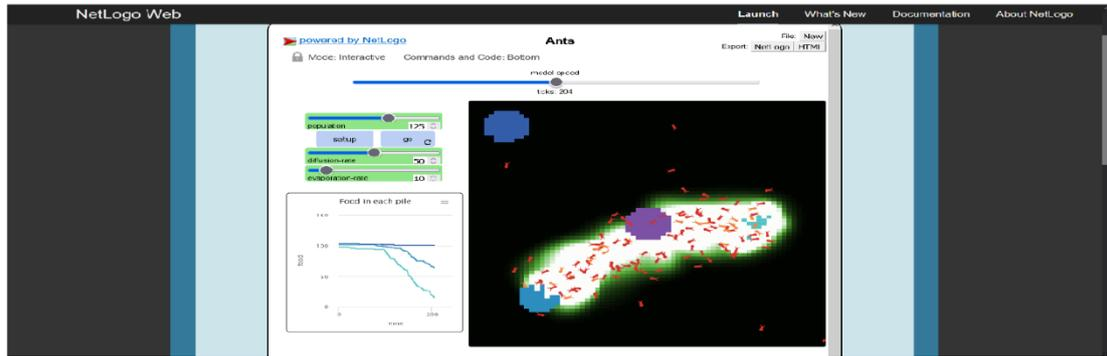 NetLogo Web
Launch What's New Documentation About NetLogo
powered by NetLogo
Ants
File: New
Export: NetLogo HTML
Mode: Interactive Commands and Code: Bottom
model speed
ticks: 204
population 125
setup go
diffusion-rate 50
evaporation-rate 10
Food in each pile
100
50
food
0
0 200
time